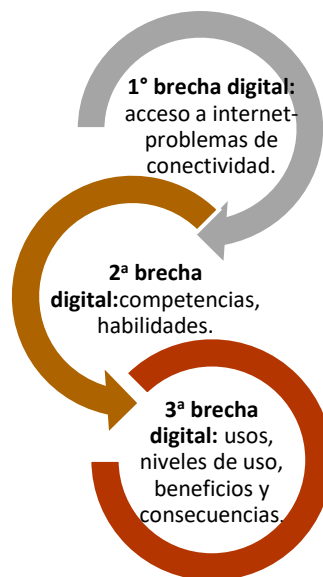 1° brecha digital:
acceso a internet-
problemas de
conectividad.
2ª brecha
digital:competencias,
habilidades.
3ª brecha
digital: usos,
niveles de uso,
beneficios y
consecuencias.